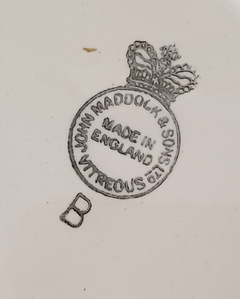 JOHN MADDOCK & SONS LTD
MADE IN
ENGLAND
VITREOUS
B